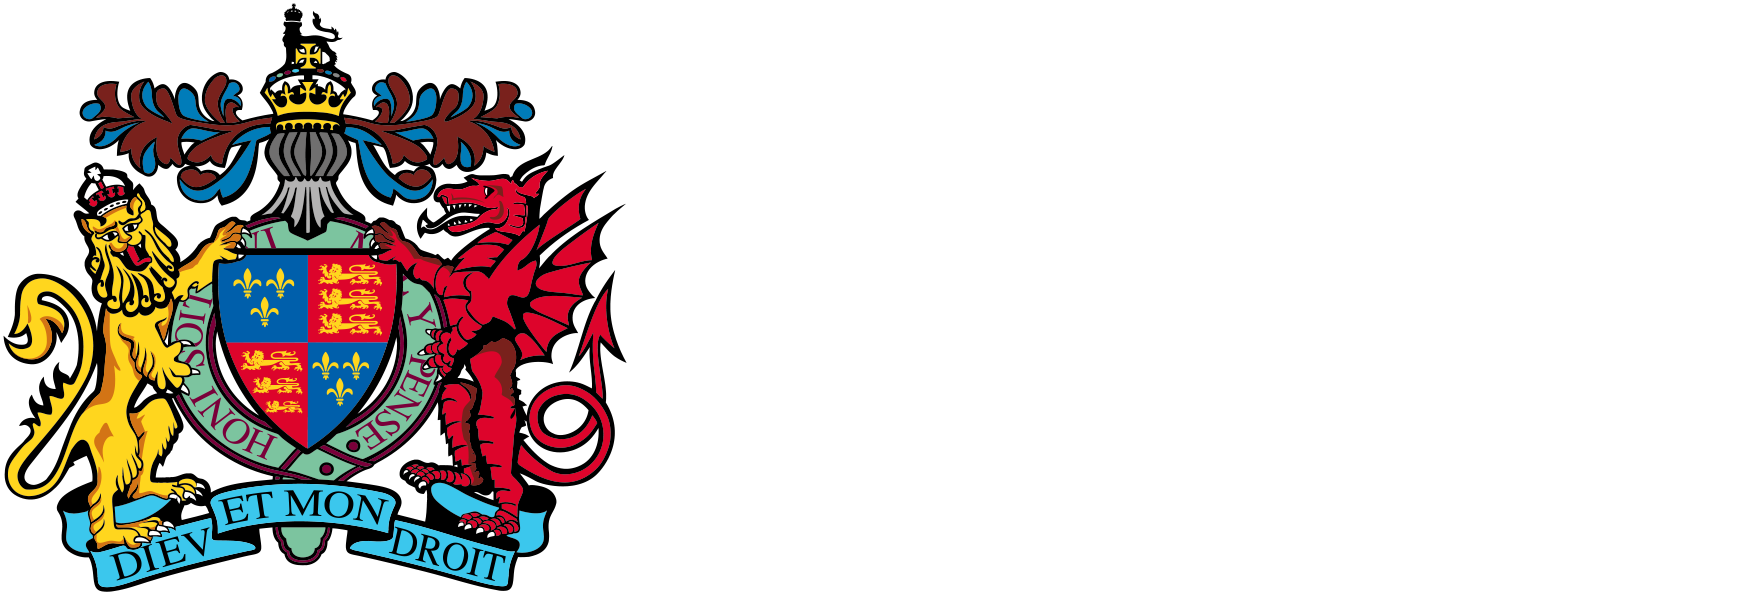 HONI SOIT
Y PENSE
DIEV ET MON DROIT